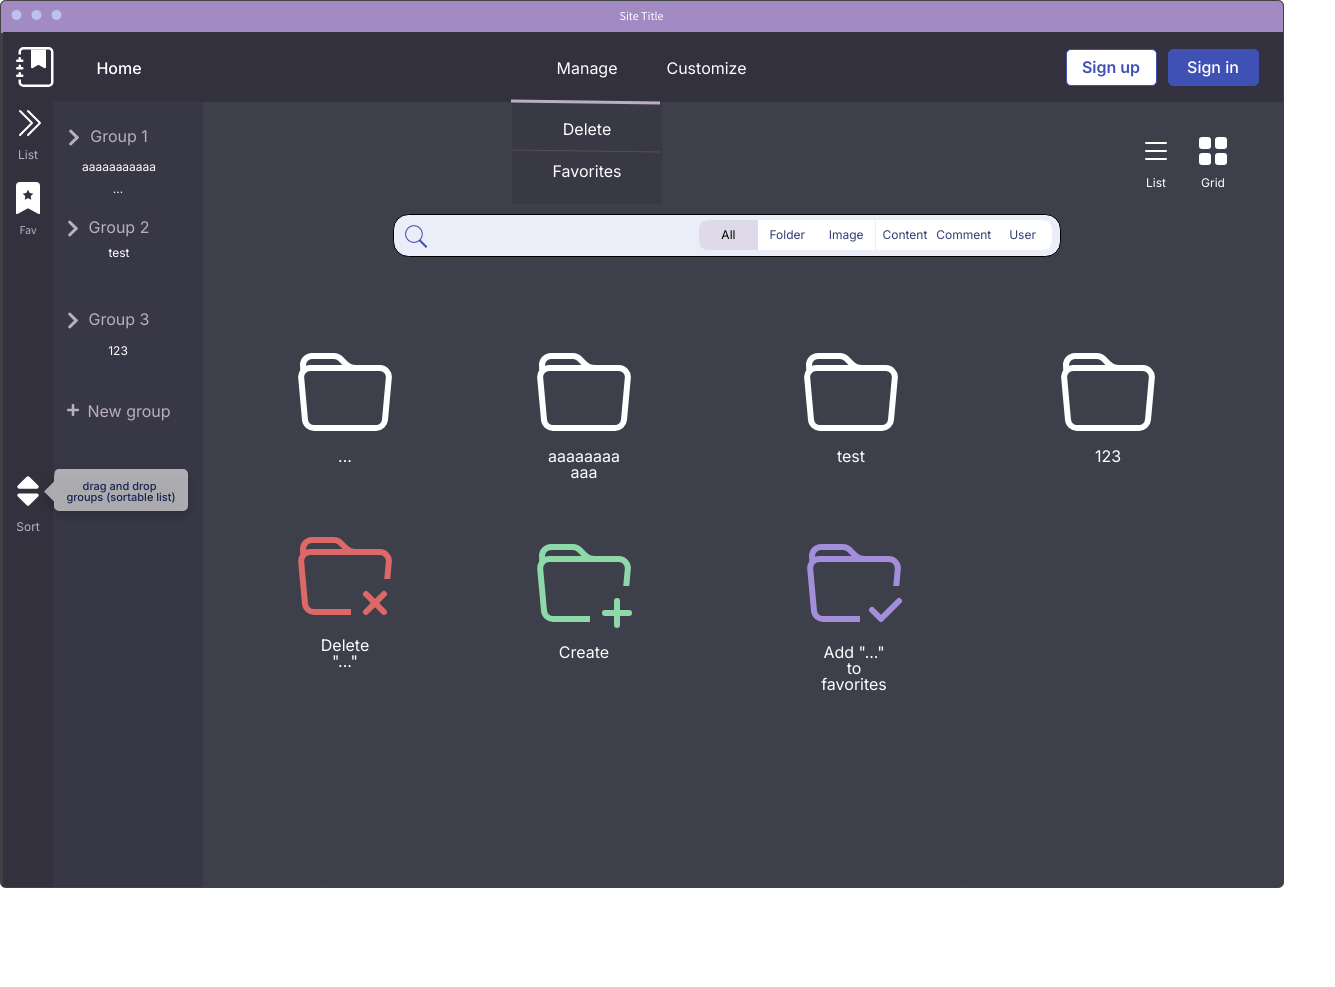 Site Title
Home
Manage
Customize
Sign up
Sign in
List
Fav
Sort
Group 1
aaaaaaaaaaa
...
Group 2
test
Group 3
123
+ New group
drag and drop
groups (sortable list)
Delete
Favorites
List
Grid
All
Folder
Image
Content
Comment
User
...
aaaaaaaa
aaa
test
123
Delete
"..."
Create
Add "..."
to
favorites